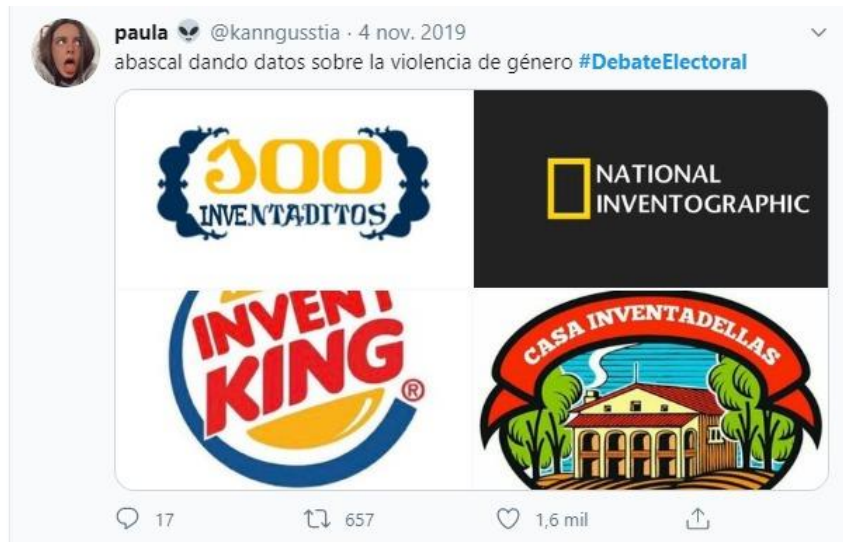 paula 👽 @kanngusstia · 4 nov. 2019
abascal dando datos sobre la violencia de género #DebateElectoral
100
INVENTADITOS
NATIONAL
INVENTOGRAPHIC
INVENT
KING
®
CASA INVENTADELLAS
17 657 1,6 mil